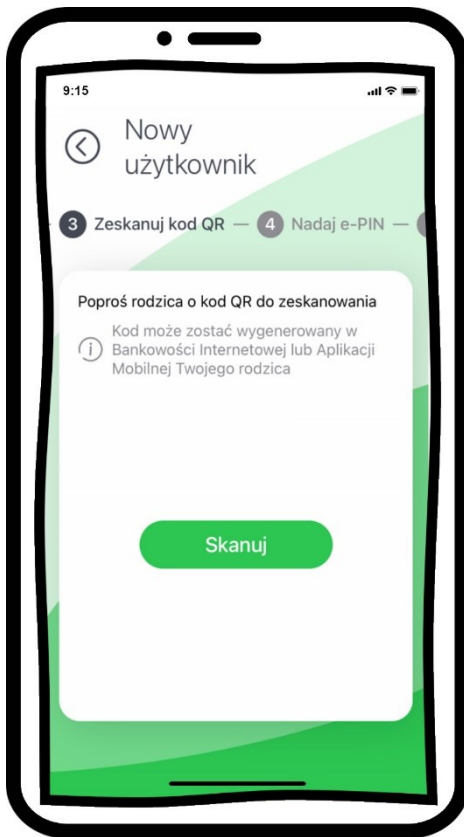 9:15
Nowy
użytkownik
3 Zeskanuj kod QR — 4 Nadaj e-PIN —
Poproś rodzica o kod QR do zeskanowania
Kod może zostać wygenerowany w
Bankowości Internetowej lub Aplikacji
Mobilnej Twojego rodzica
Skanuj